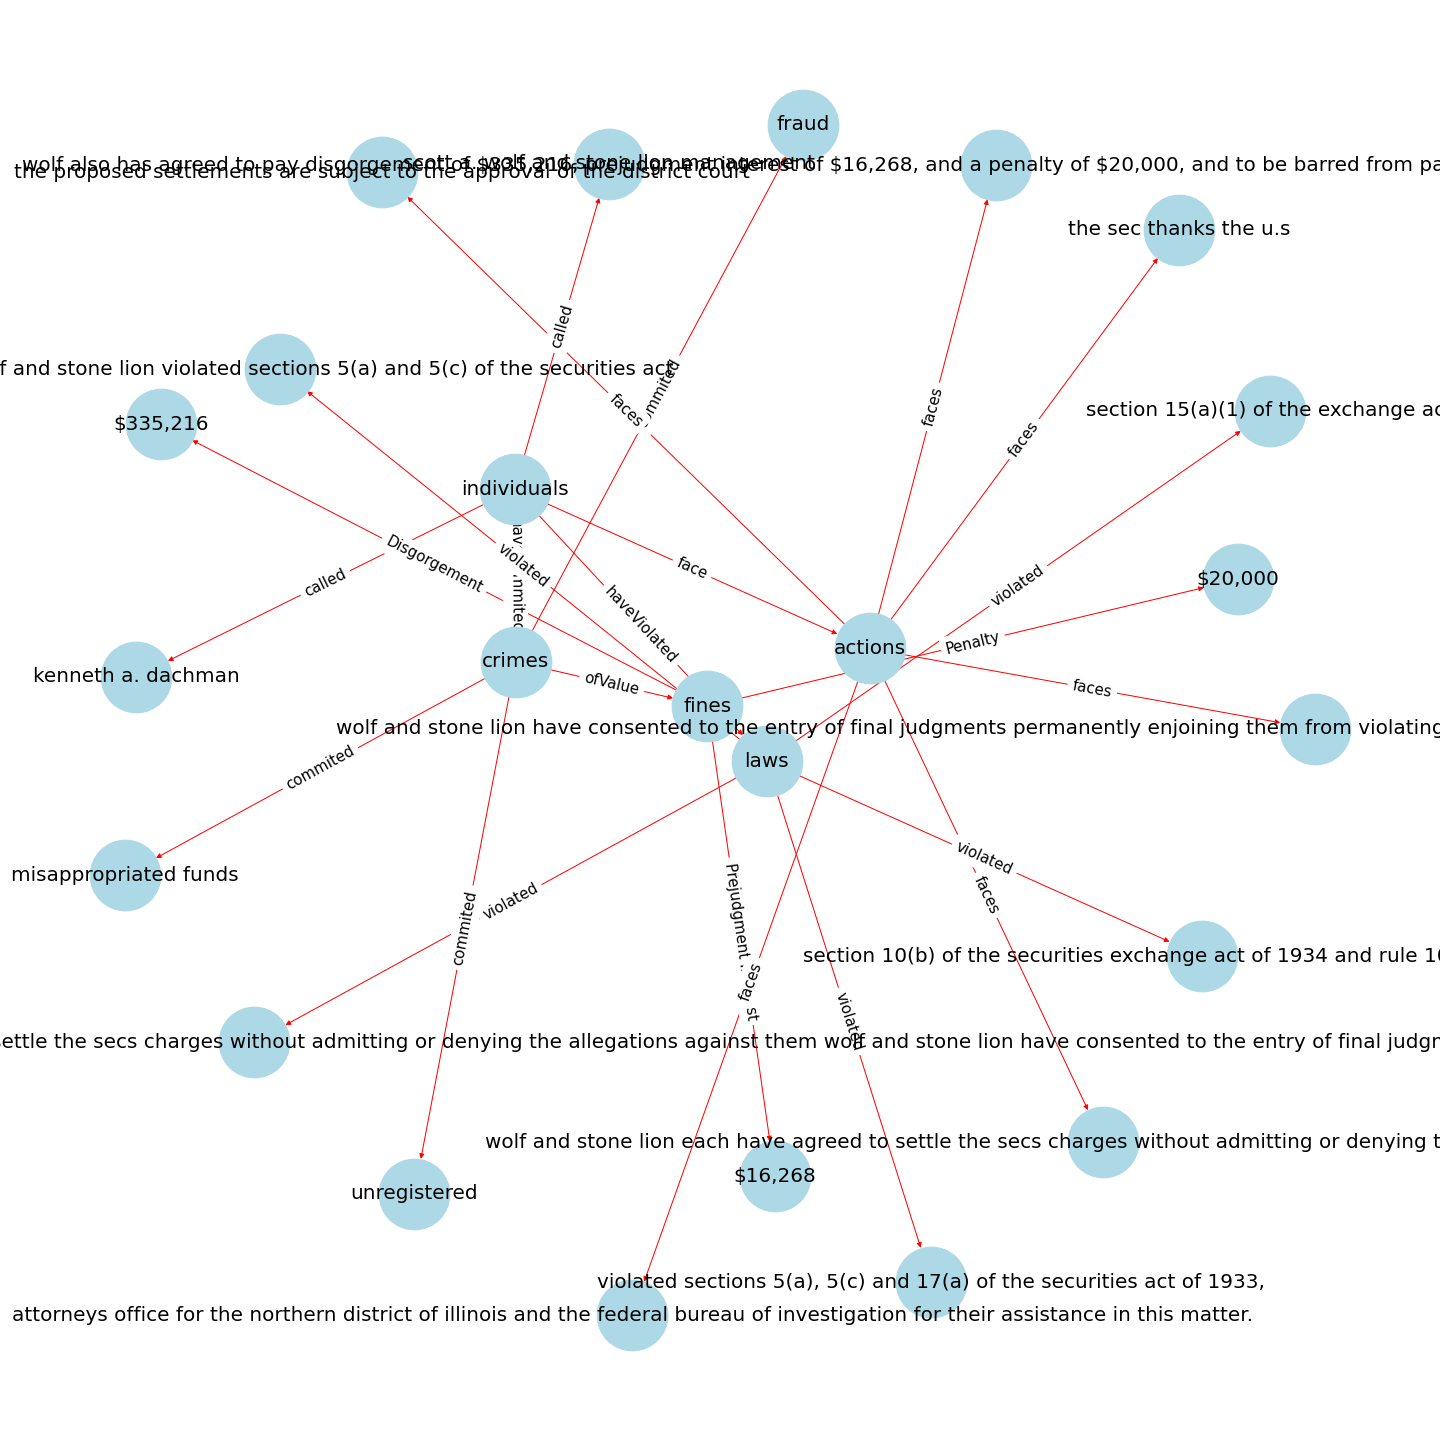 fraud
wolf also has agreed to pay disgorgement of $335,216, prejudgment interest of $16,268, and a penalty of $20,000, and to be barred from pa
scott a. wolf and stone lion management
the proposed settlements are subject to the approval of the district court
the sec thanks the u.s
called
f and stone lion violated sections 5(a) and 5(c) of the securities act
commited
faces
faces
faces
section 15(a)(1) of the exchange ac
$335,216
individuals
Disgorgement
violated
face
called
haveViolated
violated
$20,000
Penalty
actions
crimes
kenneth a. dachman
ofValue
faces
fines
wolf and stone lion have consented to the entry of final judgments permanently enjoining them from violating
laws
commited
violated
misappropriated funds
faces
Prejudgment
violated
commited
section 10(b) of the securities exchange act of 1934 and rule 10
faces
violated
settle the secs charges without admitting or denying the allegations against them wolf and stone lion have consented to the entry of final judgm
wolf and stone lion each have agreed to settle the secs charges without admitting or denying t
$16,268
unregistered
violated sections 5(a), 5(c) and 17(a) of the securities act of 1933,
attorneys office for the northern district of illinois and the federal bureau of investigation for their assistance in this matter.